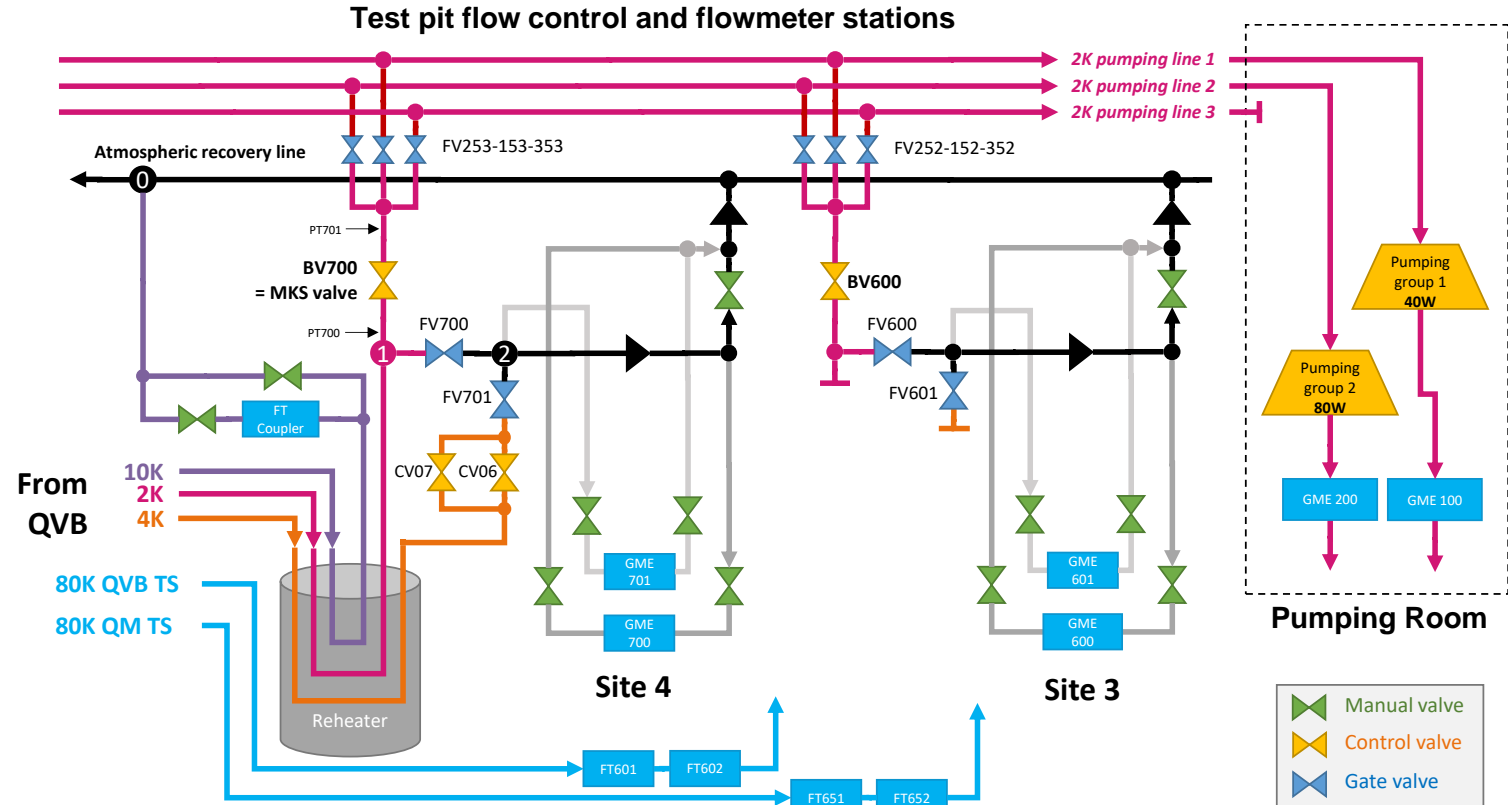 Test pit flow control and flowmeter stations
2K pumping line 1
2K pumping line 2
2K pumping line 3
FV253-153-353
FV252-152-352
Atmospheric recovery line
0
PT701
BV700
= MKS valve
BV600
Pumping
group 1
40W
PT700
FV700
FV600
1
2
Pumping
group 2
80W
FV701
FV601
FT
Coupler
CV07
CV06
From
QVB
10K
2K
4K
GME 200
GME 100
GME
701
GME
601
80K QVB TS
80K QM TS
GME
700
GME
600
Pumping Room
Site 4
Site 3
Reheater
Manual valve
Control valve
Gate valve
FT601
FT602
FT651
FT652